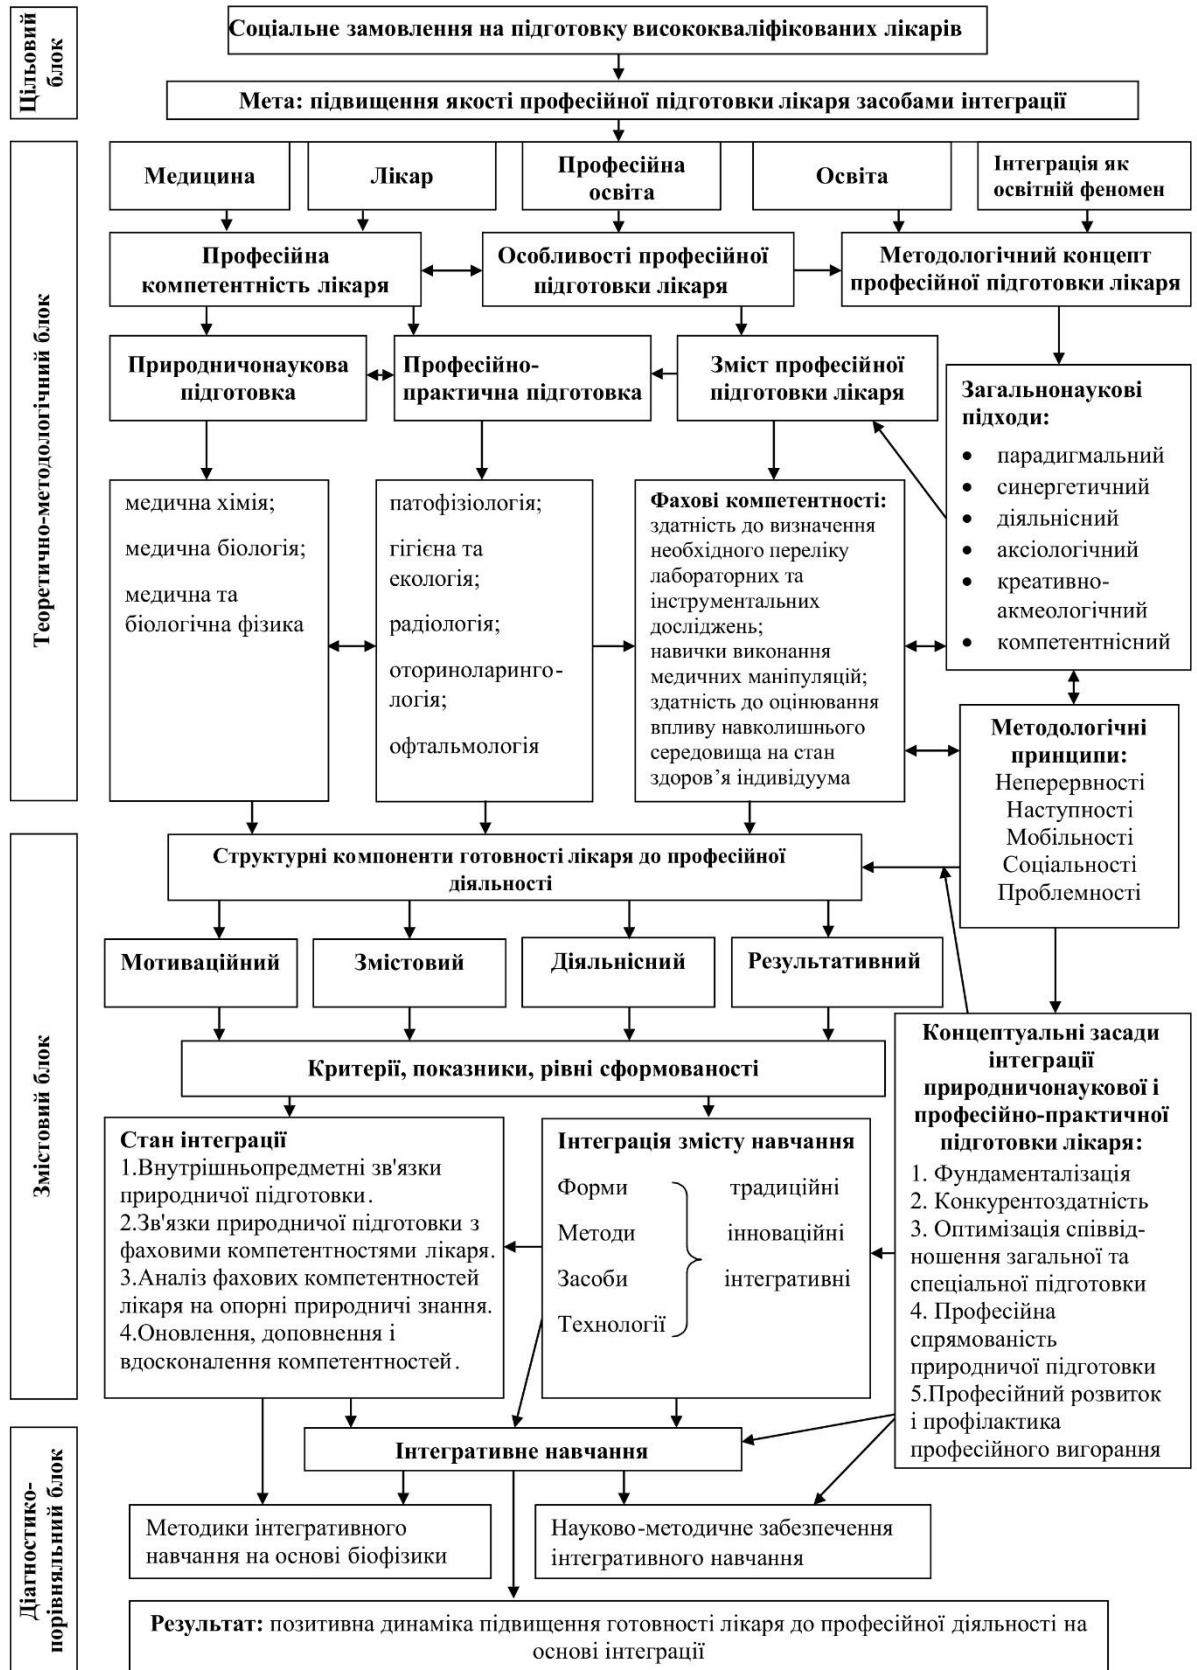 Цільовий
блок
Соціальне замовлення на підготовку висококваліфікованих лікарів
Мета: підвищення якості професійної підготовки лікаря засобами інтеграції
Теоретично-методологічний блок
Медицина
Лікар
Професійна
освіта
Освіта
Інтеграція як
освітній феномен
Професійна
компетентність лікаря
Особливості професійної
підготовки лікаря
Методологічний концепт
професійної підготовки лікаря
Природничонаукова
підготовка
Професійно-
практична підготовка
Зміст професійної
підготовки лікаря
Загальнонаукові
підходи:
• парадигмальний
• синергетичний
• діяльнісний
• аксіологічний
• креативно-
акмеологічний
• компетентнісний
медична хімія;
медична біологія;
медична та
біологічна фізика
патофізіологія;
гігієна та
екологія;
радіологія;
оториноларинго-
логія;
офтальмологія
Фахові компетентності:
здатність до визначення
необхідного переліку
лабораторних та
інструментальних
досліджень;
навички виконання
медичних маніпуляцій;
здатність до оцінювання
впливу навколишнього
середовища на стан
здоров’я індивідуума
Методологічні
принципи:
Неперервності
Наступності
Мобільності
Соціальності
Проблемності
Змістовий блок
Структурні компоненти готовності лікаря до професійної
діяльності
Мотиваційний
Змістовий
Діяльнісний
Результативний
Критерії, показники, рівні сформованості
Концептуальні засади
інтеграції
природничонаукової і
професійно-практичної
підготовки лікаря:
1. Фундаменталізація
2. Конкурентоздатність
3. Оптимізація співвід-
ношення загальної та
спеціальної підготовки
4. Професійна
спрямованість
природничої підготовки
5.Професійний розвиток
і профілактика
професійного вигорання
Стан інтеграції
1.Внутрішньопредметні зв'язки
природничої підготовки.
2.Зв'язки природничої підготовки з
фаховими компетентностями лікаря.
3.Аналіз фахових компетентностей
лікаря на опорні природничі знання.
4.Оновлення, доповнення і
вдосконалення компетентностей.
Інтеграція змісту навчання
Форми традиційні
Методи інноваційні
Засоби інтегративні
Технології
Діагностико-
порівняльний блок
Інтегративне навчання
Методики інтегративного
навчання на основі біофізики
Науково-методичне забезпечення
інтегративного навчання
Результат: позитивна динаміка підвищення готовності лікаря до професійної діяльності на
основі інтеграції